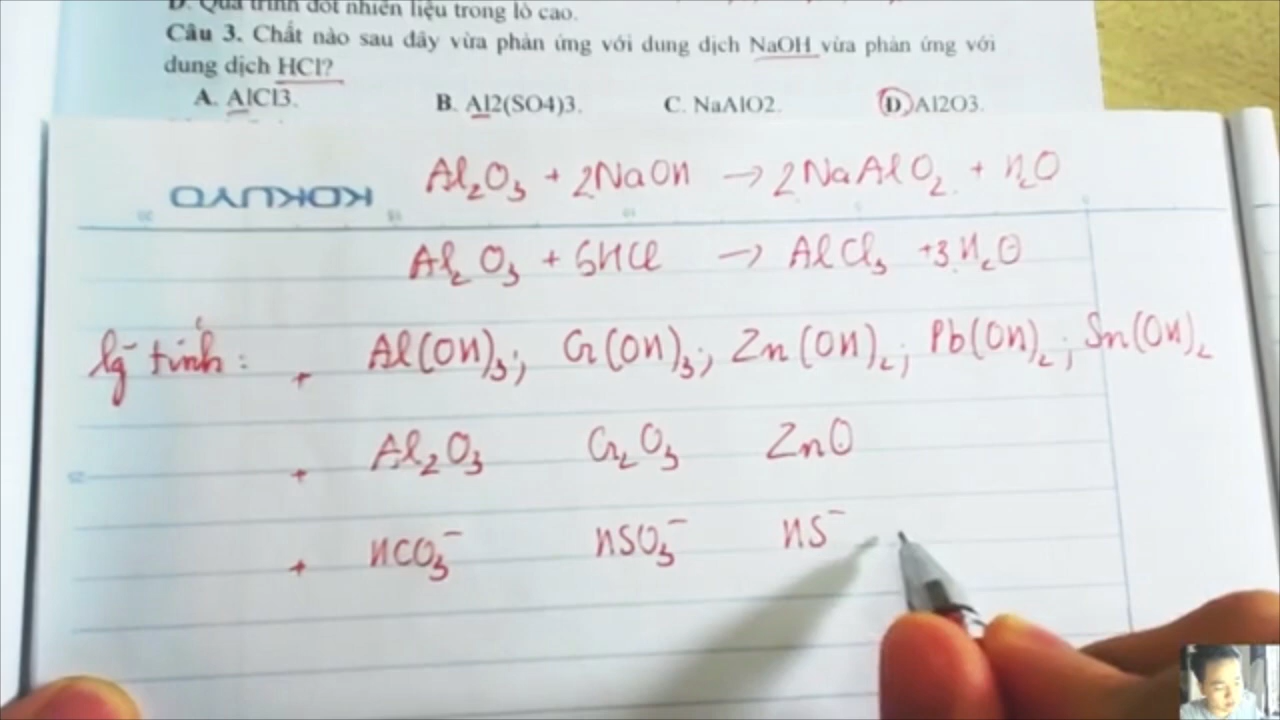 D. Quá trình đốt nhiên liệu trong lò cao.
Câu 3. Chất nào sau đây vừa phản ứng với dung dịch NaOH vừa phản ứng với
dung dịch HCl?
A. AlCl3. B. Al2(SO4)3. C. NaAlO2. D. Al2O3.
KOKUYO
Al₂O₃ + 2NaOH → 2NaAlO₂ + H₂O
Al₂O₃ + 6HCl → AlCl₃ + 3H₂O
lg tính: + Al(OH)₃; Cr(OH)₃; Zn(OH)₂; Pb(OH)₂; Sn(OH)₂
+ Al₂O₃ Cr₂O₃ ZnO
+ HCO₃⁻ HSO₃⁻ HS⁻